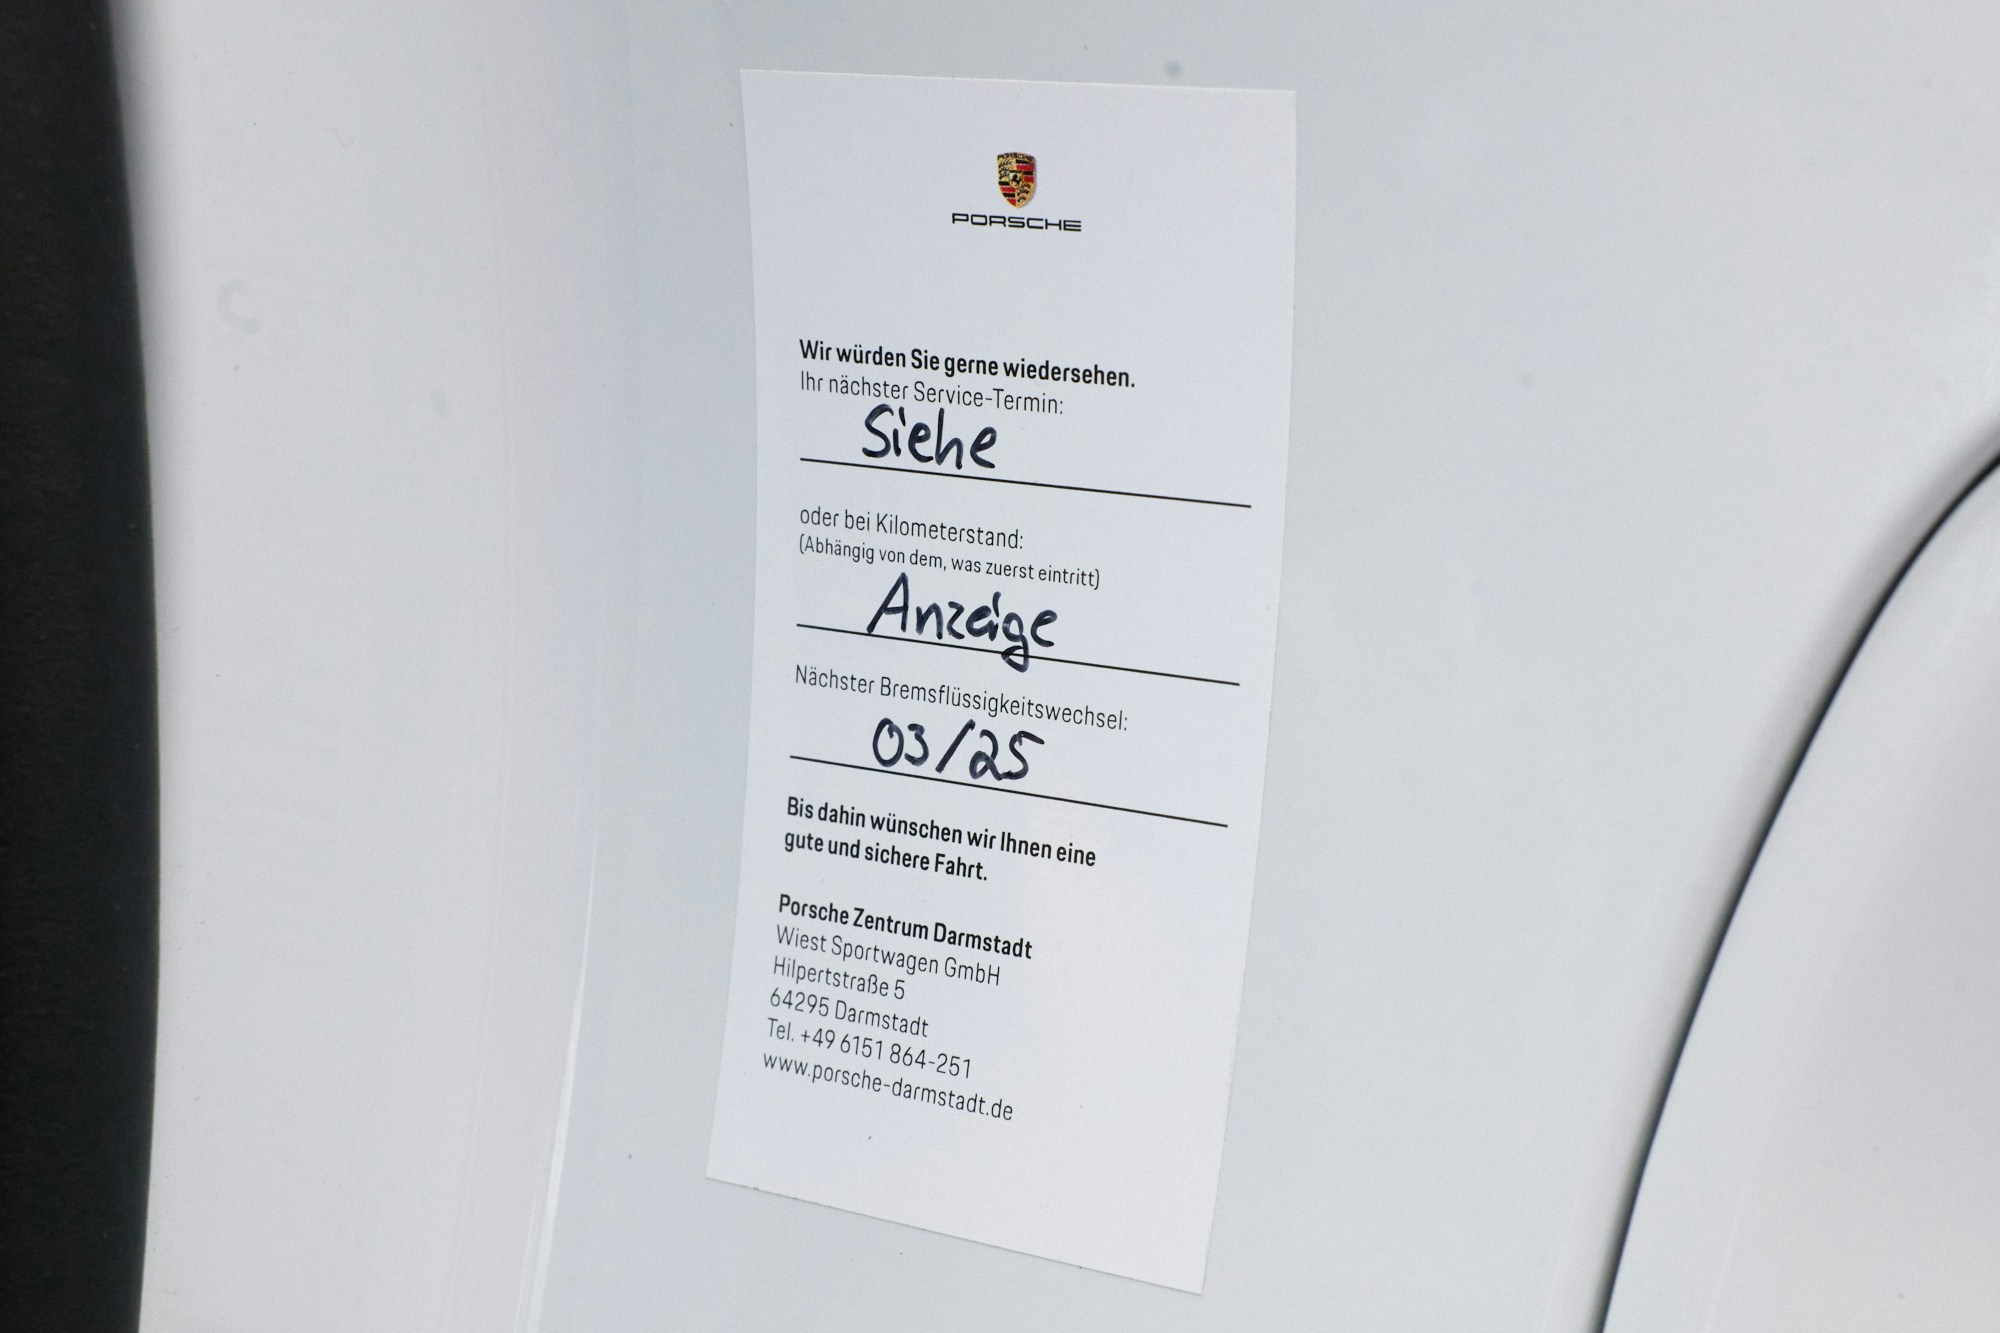 PORSCHE
Wir würden Sie gerne wiedersehen.
Ihr nächster Service-Termin:
Siehe
oder bei Kilometerstand:
(Abhängig von dem, was zuerst eintritt)
Anzeige
Nächster Bremsflüssigkeitswechsel:
03/25
Bis dahin wünschen wir Ihnen eine
gute und sichere Fahrt.
Porsche Zentrum Darmstadt
Wiest Sportwagen GmbH
Hilpertstraße 5
64295 Darmstadt
Tel. +49 6151 864-251
www.porsche-darmstadt.de